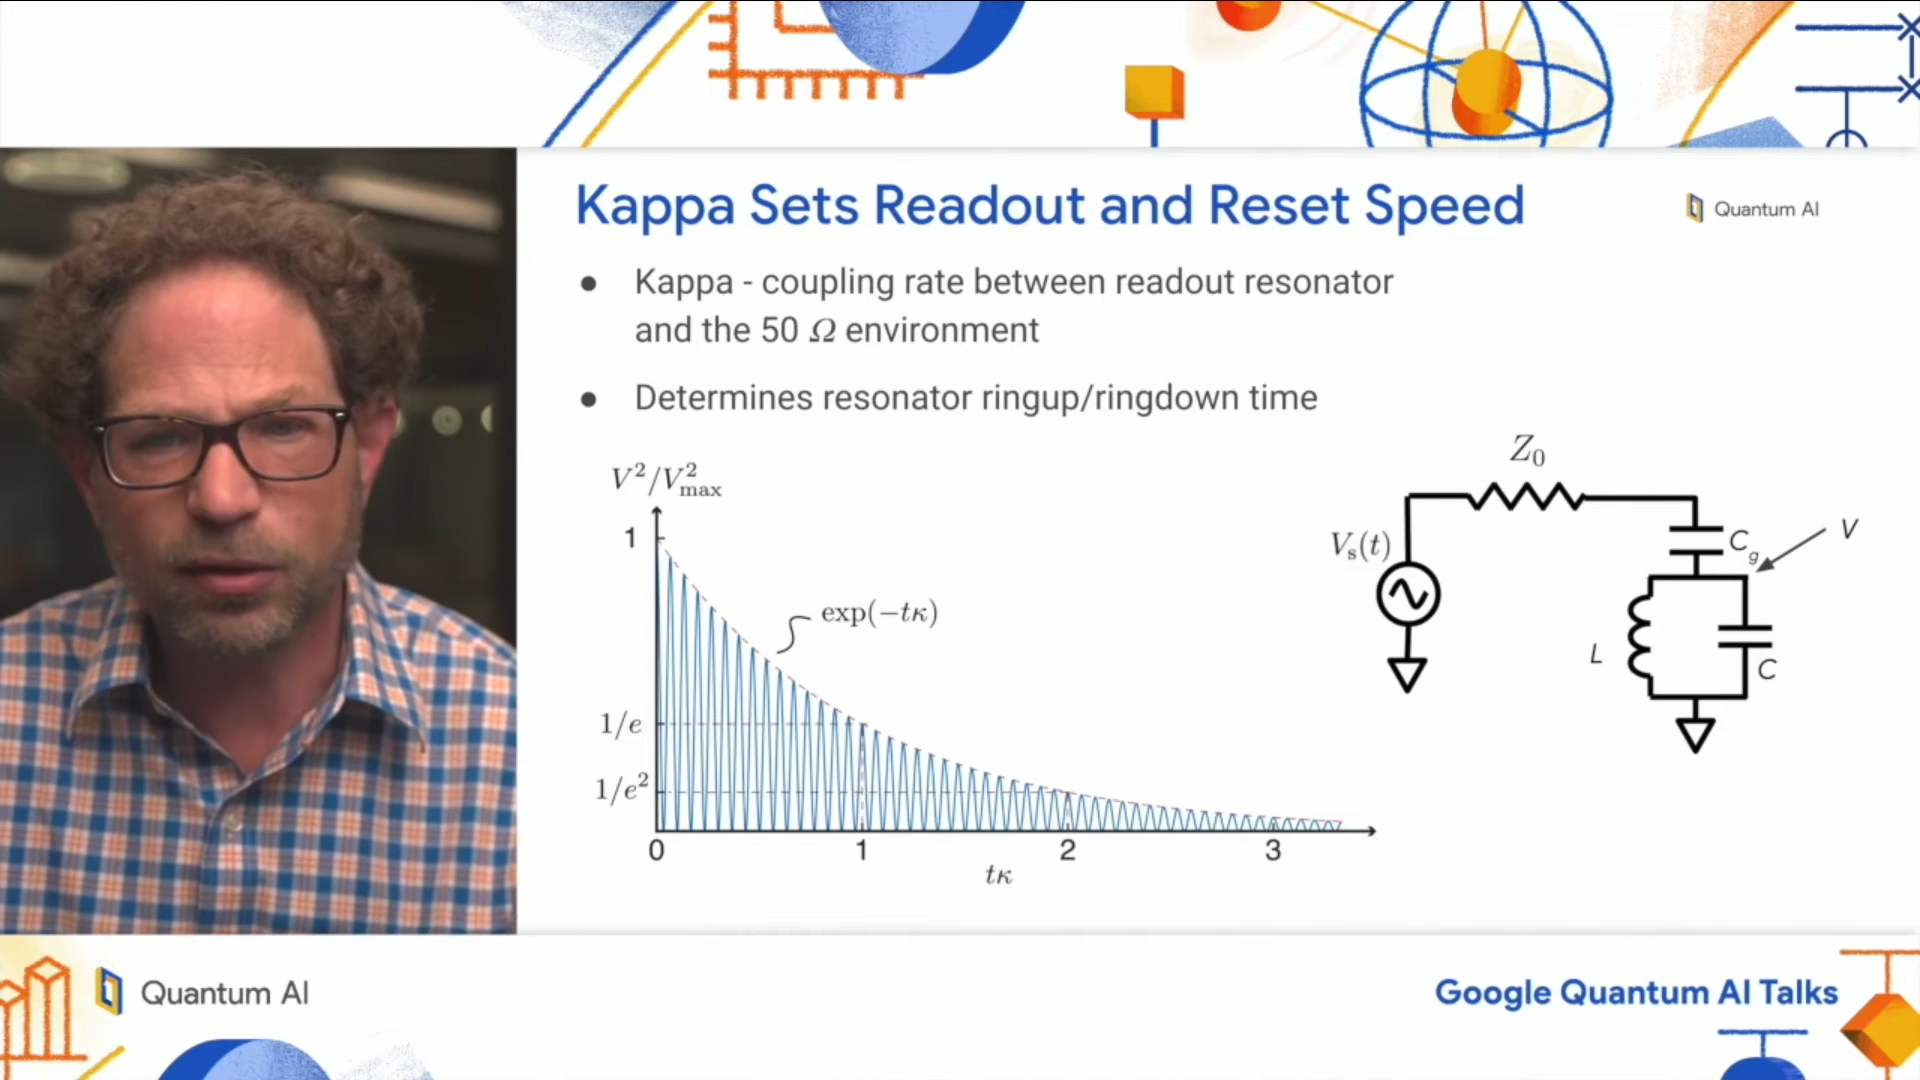 Kappa Sets Readout and Reset Speed
Quantum AI
● Kappa - coupling rate between readout resonator
and the 50 Ω environment
● Determines resonator ringup/ringdown time
V²/V²max
1
1/e
1/e²
exp(−tκ)
0 1 2 3
tκ
Z₀
Vs(t)
Cg
V
L
C
Quantum AI
Google Quantum AI Talks